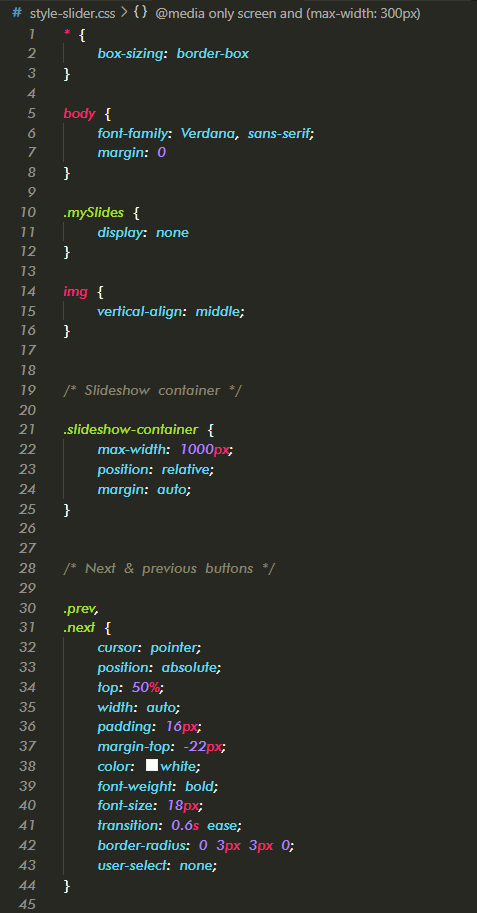 # style-slider.css > {} @media only screen and (max-width: 300px)
1 * {
2 box-sizing: border-box
3 }
4
5 body {
6 font-family: Verdana, sans-serif;
7 margin: 0
8 }
9
10 .mySlides {
11 display: none
12 }
13
14 img {
15 vertical-align: middle;
16 }
17
18
19 /* Slideshow container */
20
21 .slideshow-container {
22 max-width: 1000px;
23 position: relative;
24 margin: auto;
25 }
26
27
28 /* Next & previous buttons */
29
30 .prev,
31 .next {
32 cursor: pointer;
33 position: absolute;
34 top: 50%;
35 width: auto;
36 padding: 16px;
37 margin-top: -22px;
38 color: white;
39 font-weight: bold;
40 font-size: 18px;
41 transition: 0.6s ease;
42 border-radius: 0 3px 3px 0;
43 user-select: none;
44 }
45